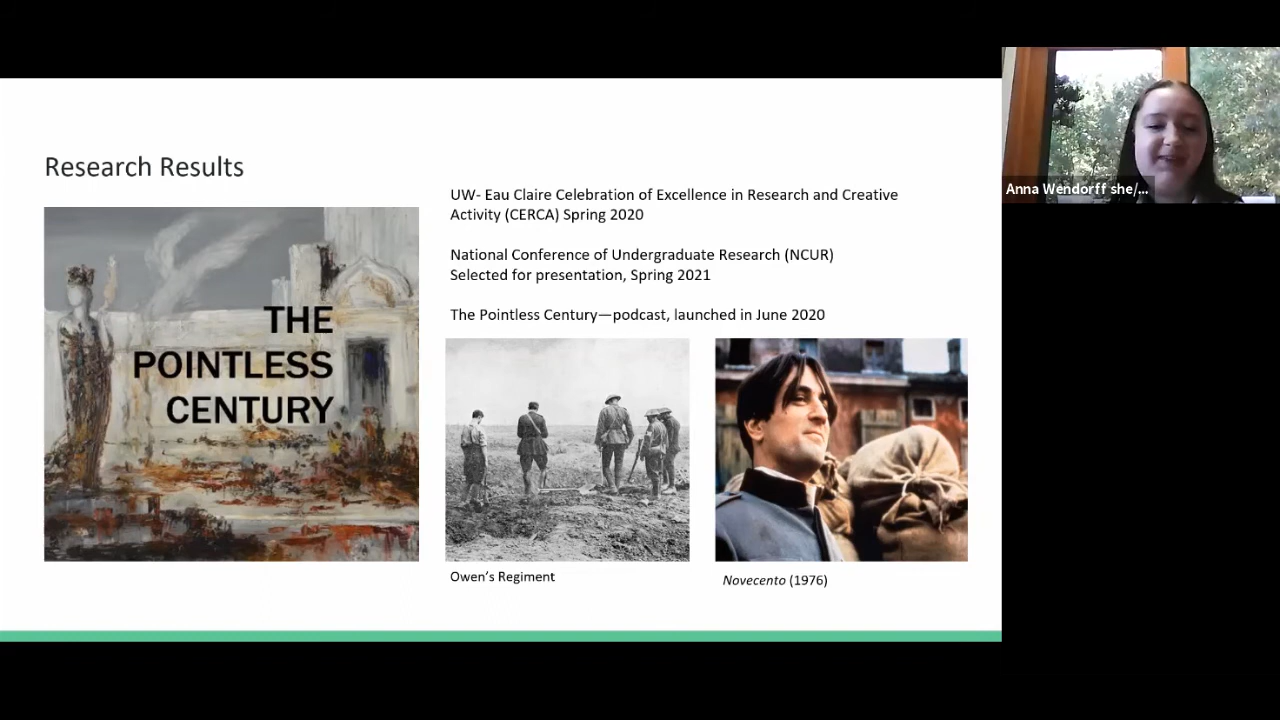 Research Results
THE
POINTLESS
CENTURY
UW- Eau Claire Celebration of Excellence in Research and Creative
Activity (CERCA) Spring 2020
National Conference of Undergraduate Research (NCUR)
Selected for presentation, Spring 2021
The Pointless Century—podcast, launched in June 2020
Owen's Regiment
Novecento (1976)
Anna Wendorff she/...